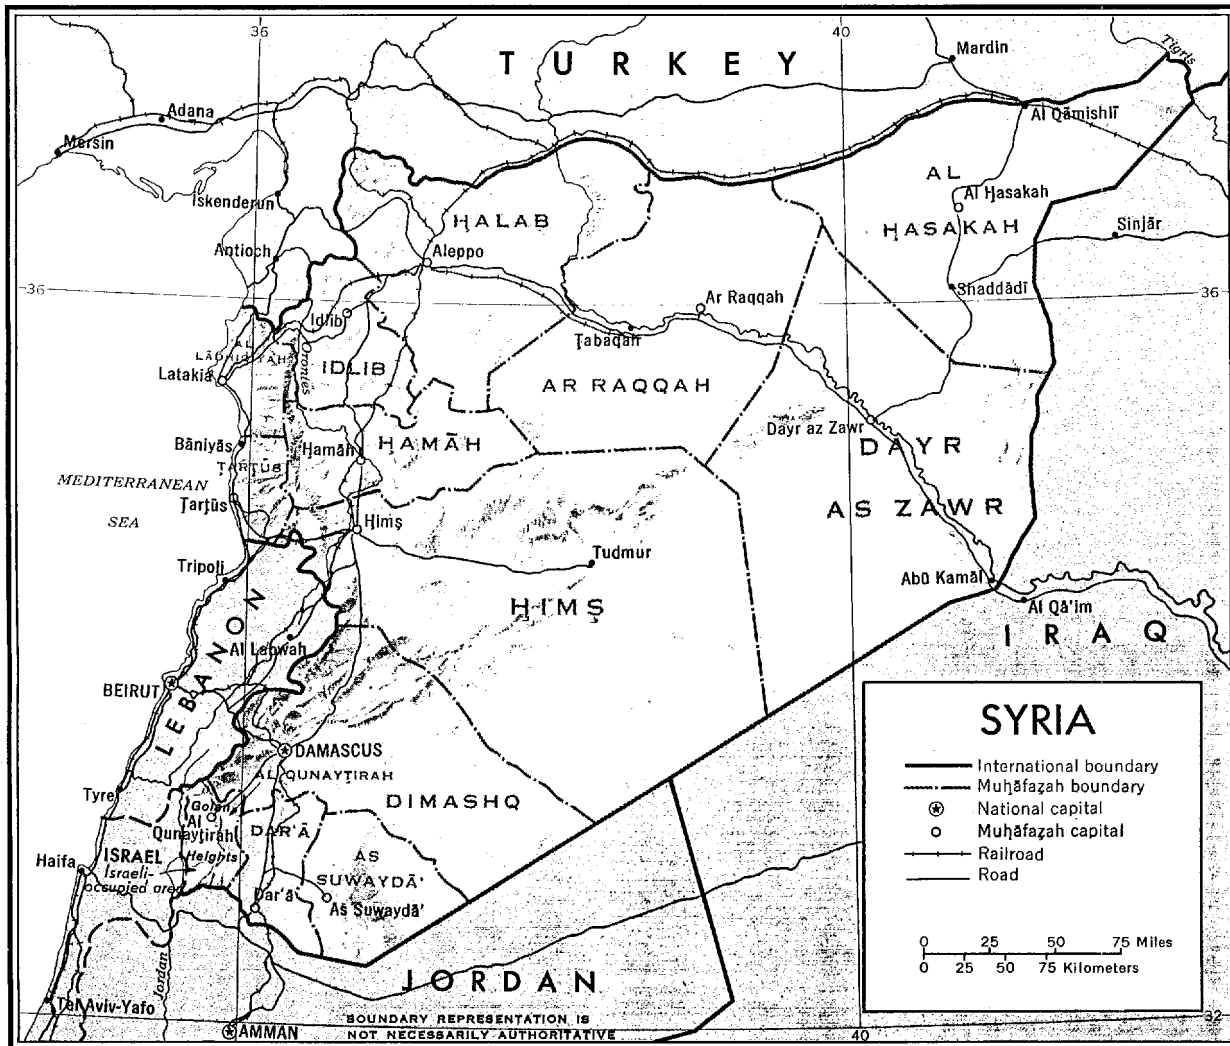 36
40
TURKEY
Mardin
Tigris
Adana
Mersin
Al Qāmishlī
AL
ḤASAKAH
Al Ḥasakah
Iskenderun
ḤALAB
Sinjār
Antioch
Aleppo
36
Shaddādī
36
Idlib
Ar Raqqah
Ṭabaqah
AL
LĀDHIQĪYAH
Orontes
IDLIB
Latakia
AR RAQQAH
Dayr az Zawr
Bāniyās
Ḥamāh
ḤAMĀH
DAYR
AS ZAWR
ṬARṬŪS
MEDITERRANEAN
SEA
Ṭarṭūs
Ḥimṣ
Tudmur
Tripoli
Abū Kamāl
Al Qā'im
ḤIMṢ
IRAQ
LEBANON
Al Labwah
BEIRUT
DAMASCUS
AL QUNAYṬIRAH
DIMASHQ
Tyre
Golan
Heights
Al
Qunayṭirah
DAR'Ā
Haifa
ISRAEL
Israeli-
occupied area
AS
SUWAYDĀ'
Dar'ā
As Suwaydā'
Jordan
JORDAN
Tel Aviv-Yafo
AMMAN
BOUNDARY REPRESENTATION IS
NOT NECESSARILY AUTHORITATIVE
40
32
SYRIA
International boundary
Muḥāfaẓah boundary
National capital
Muḥāfaẓah capital
Railroad
Road
0 25 50 75 Miles
0 25 50 75 Kilometers